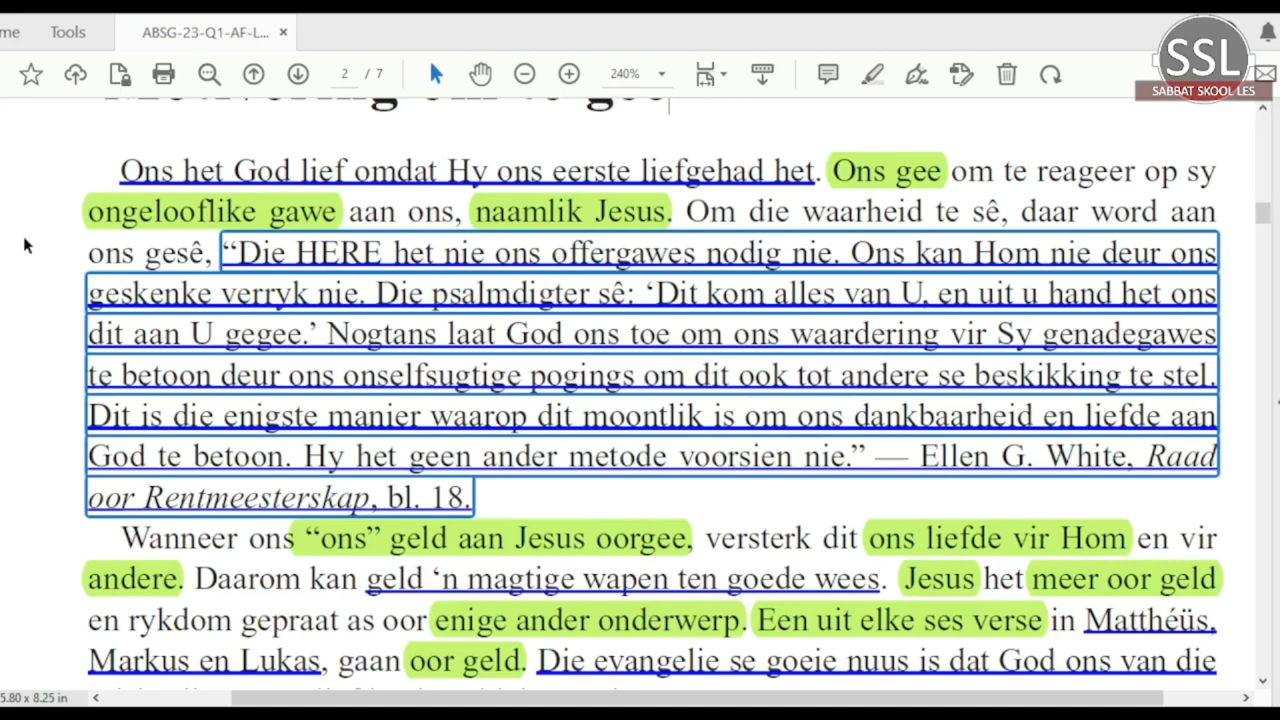 me
Tools
ABSG-23-Q1-AF-L... ×
2 / 7
240%
SSL
SABBAT SKOOL LES
Motivering om te gee
Ons het God lief omdat Hy ons eerste liefgehad het. Ons gee om te reageer op sy
ongelooflike gawe aan ons, naamlik Jesus. Om die waarheid te sê, daar word aan
ons gesê, “Die HERE het nie ons offergawes nodig nie. Ons kan Hom nie deur ons
geskenke verryk nie. Die psalmdigter sê: ‘Dit kom alles van U, en uit u hand het ons
dit aan U gegee.’ Nogtans laat God ons toe om ons waardering vir Sy genadegawes
te betoon deur ons onselfsugtige pogings om dit ook tot andere se beskikking te stel.
Dit is die enigste manier waarop dit moontlik is om ons dankbaarheid en liefde aan
God te betoon. Hy het geen ander metode voorsien nie.” — Ellen G. White, Raad
oor Rentmeesterskap, bl. 18.
Wanneer ons “ons” geld aan Jesus oorgee, versterk dit ons liefde vir Hom en vir
andere. Daarom kan geld ‘n magtige wapen ten goede wees. Jesus het meer oor geld
en rykdom gepraat as oor enige ander onderwerp. Een uit elke ses verse in Matthéüs,
Markus en Lukas, gaan oor geld. Die evangelie se goeie nuus is dat God ons van die
5.80 x 8.25 in